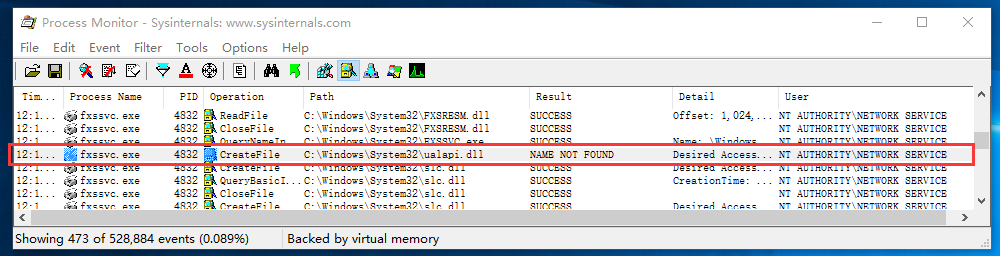 Process Monitor - Sysinternals: www.sysinternals.com
File Edit Event Filter Tools Options Help
Tim... Process Name PID Operation Path Result Detail User
12:1... fxssvc.exe 4832 ReadFile C:\Windows\System32\FXSRESM.dll SUCCESS Offset: 1,024,... NT AUTHORITY\NETWORK SERVICE
12:1... fxssvc.exe 4832 CloseFile C:\Windows\System32\FXSRESM.dll SUCCESS NT AUTHORITY\NETWORK SERVICE
12:1... fxssvc.exe 4832 QueryNameIn... C:\Windows\System32\FXSSVC.exe SUCCESS Name: \Windows... NT AUTHORITY\NETWORK SERVICE
12:1... fxssvc.exe 4832 CreateFile C:\Windows\System32\ualapi.dll NAME NOT FOUND Desired Access... NT AUTHORITY\NETWORK SERVICE
12:1... fxssvc.exe 4832 CreateFile C:\Windows\System32\slc.dll SUCCESS Desired Access... NT AUTHORITY\NETWORK SERVICE
12:1... fxssvc.exe 4832 QueryBasicI... C:\Windows\System32\slc.dll SUCCESS CreationTime: ... NT AUTHORITY\NETWORK SERVICE
12:1... fxssvc.exe 4832 CloseFile C:\Windows\System32\slc.dll SUCCESS NT AUTHORITY\NETWORK SERVICE
12:1... fxssvc.exe 4832 CreateFile C:\Windows\System32\slc.dll SUCCESS Desired Access... NT AUTHORITY\NETWORK SERVICE
Showing 473 of 528,884 events (0.089%) Backed by virtual memory